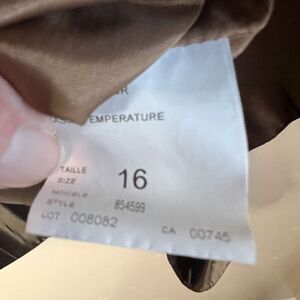 TEMPERATURE
TAILLE
SIZE 16
MODELE
STYLE 854599
LOT 008082 CA 00745